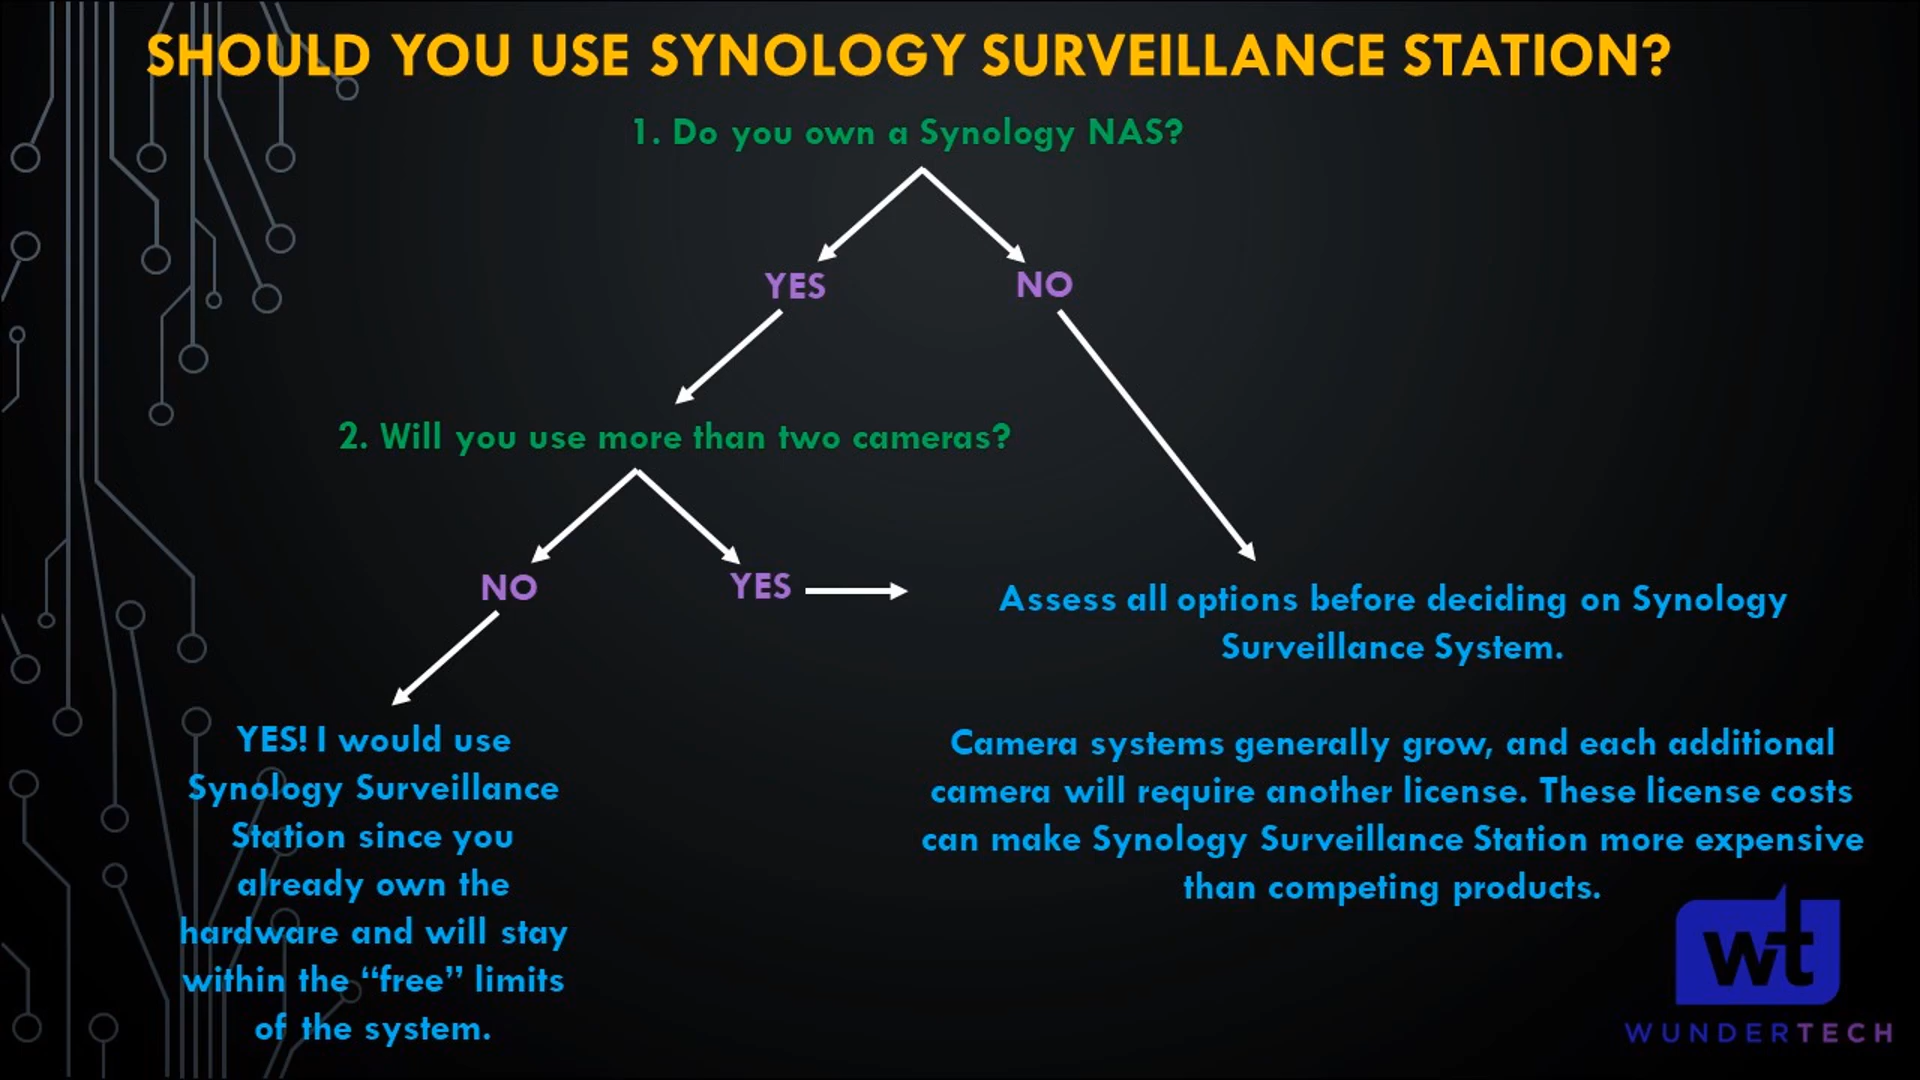 SHOULD YOU USE SYNOLOGY SURVEILLANCE STATION?
1. Do you own a Synology NAS?
YES
NO
2. Will you use more than two cameras?
NO
YES
Assess all options before deciding on Synology
Surveillance System.
Camera systems generally grow, and each additional
camera will require another license. These license costs
can make Synology Surveillance Station more expensive
than competing products.
YES! I would use
Synology Surveillance
Station since you
already own the
hardware and will stay
within the “free” limits
of the system.
wt
WUNDERTECH